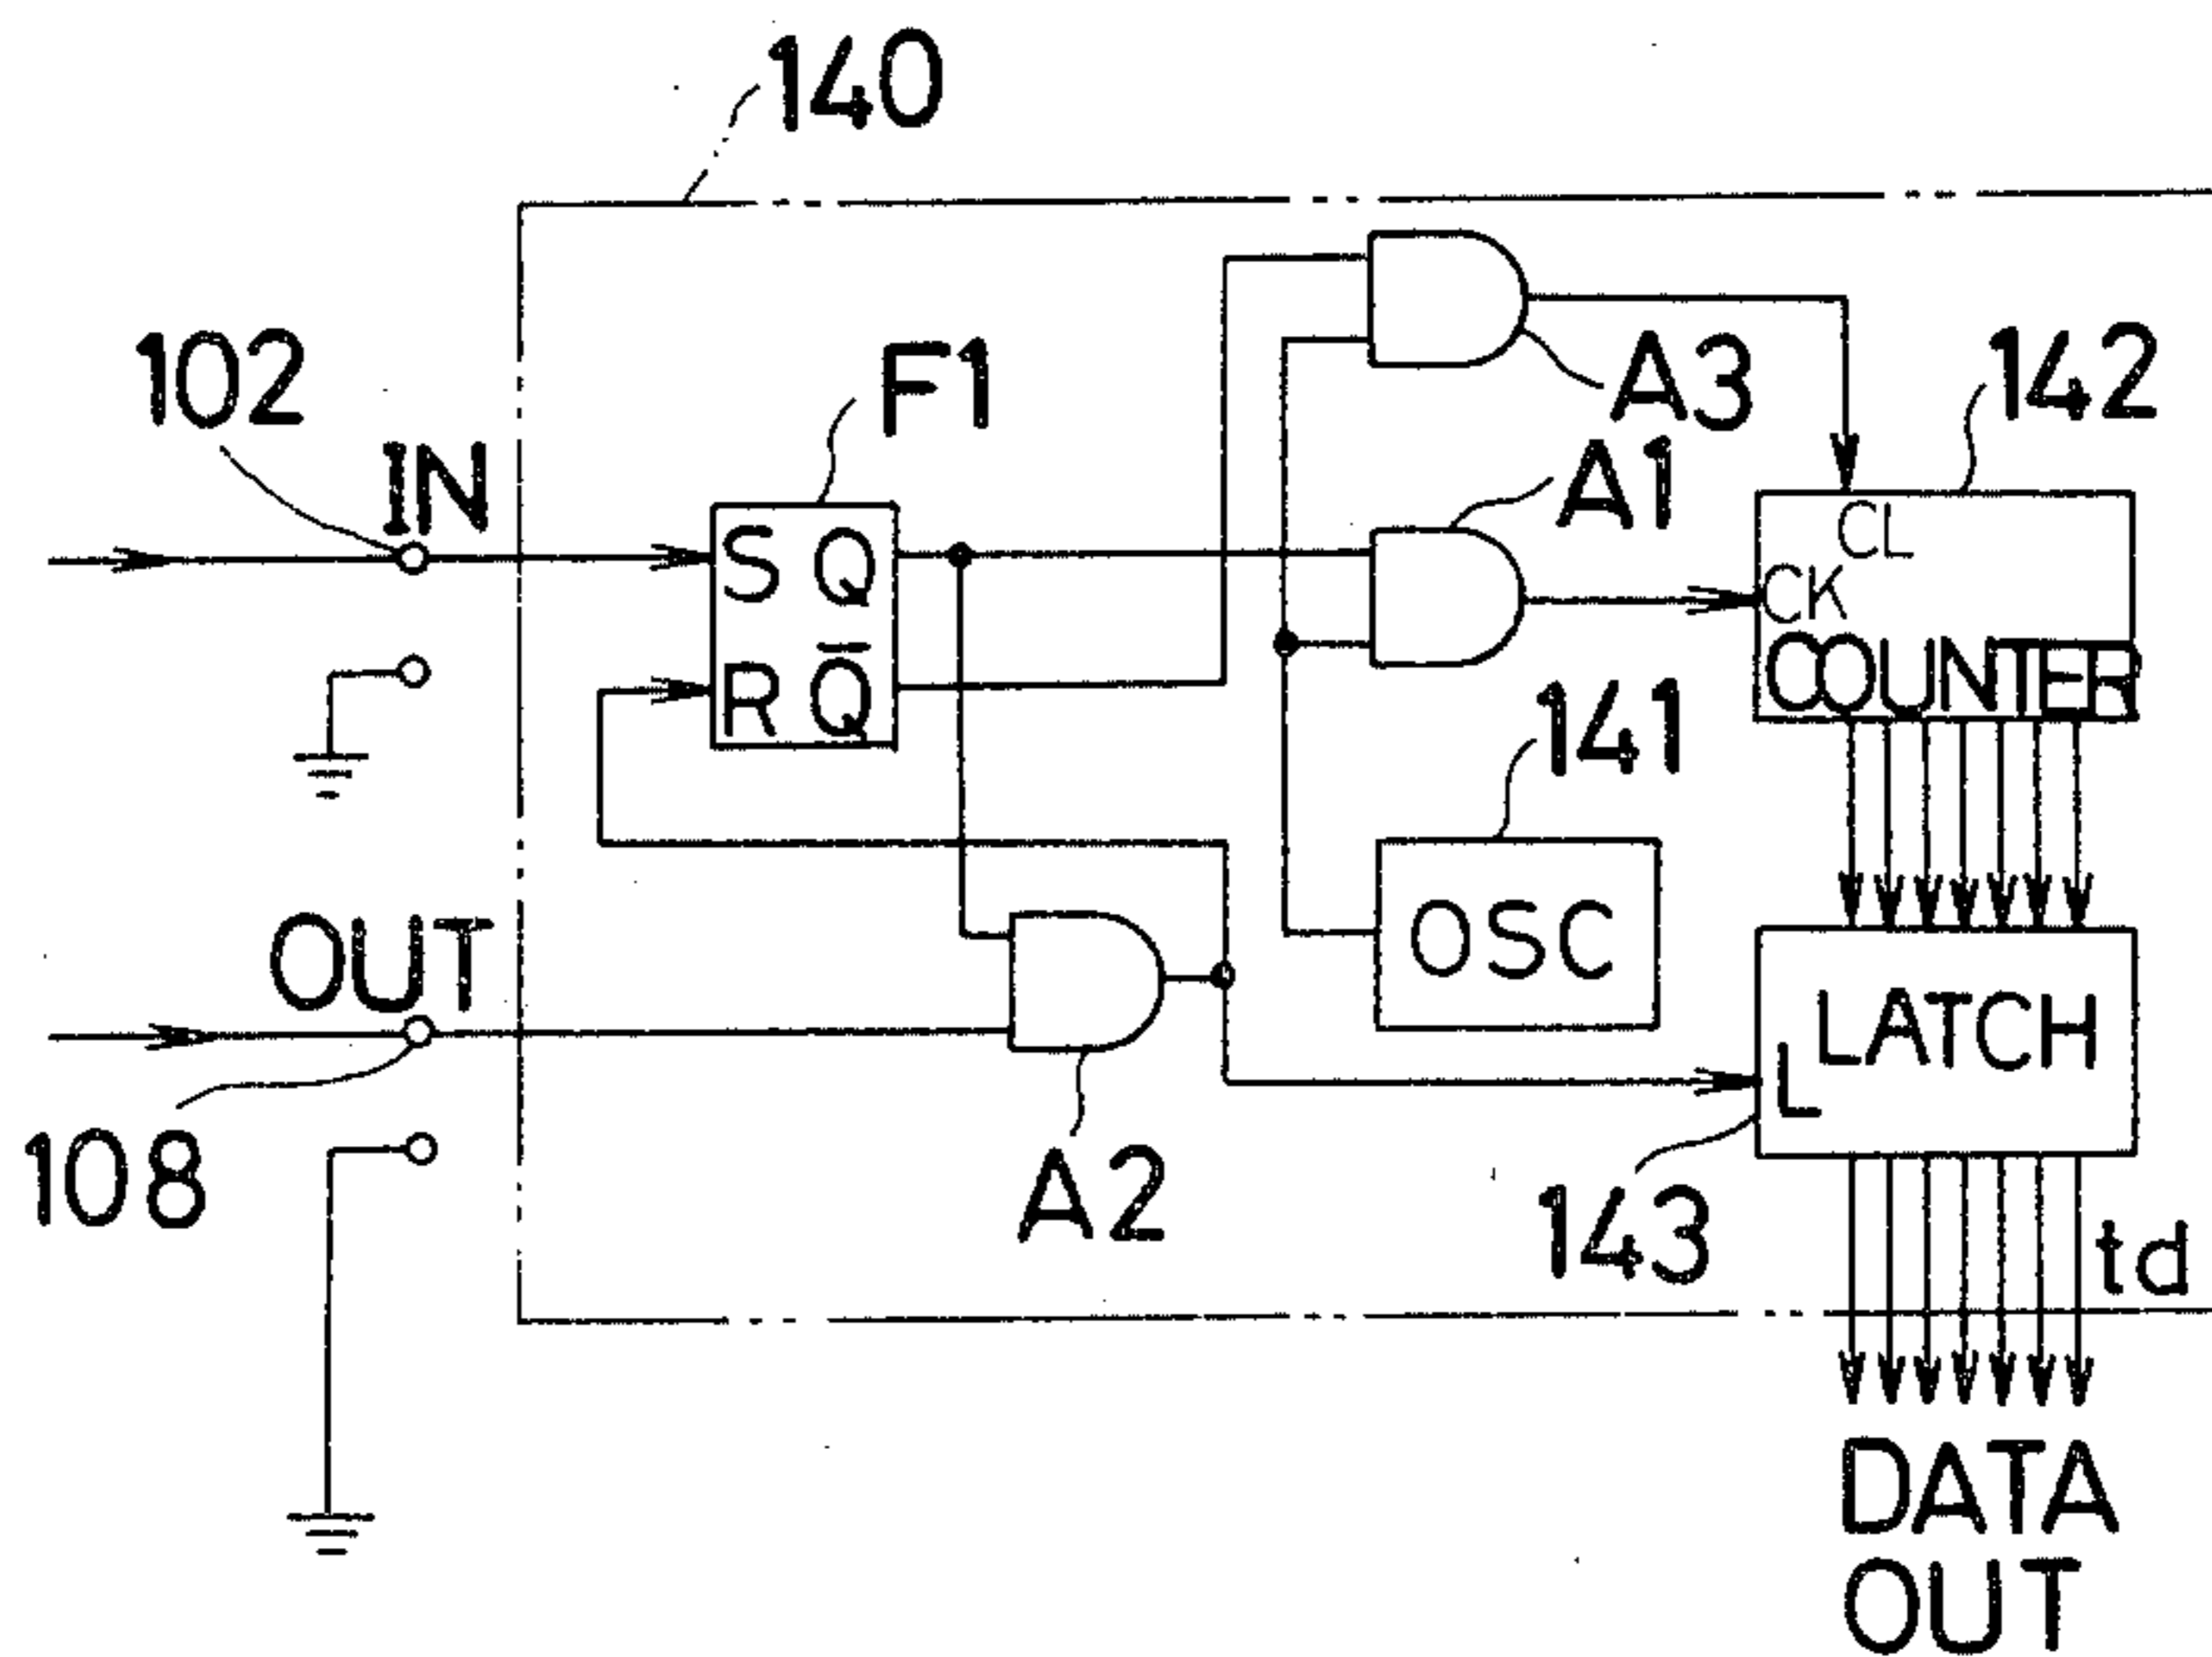 140
102
IN
F1
A3
142
A1
S Q
R Q̅
CL
CK
COUNTER
141
OSC
OUT
108
A2
LATCH
L
143
td
DATA
OUT